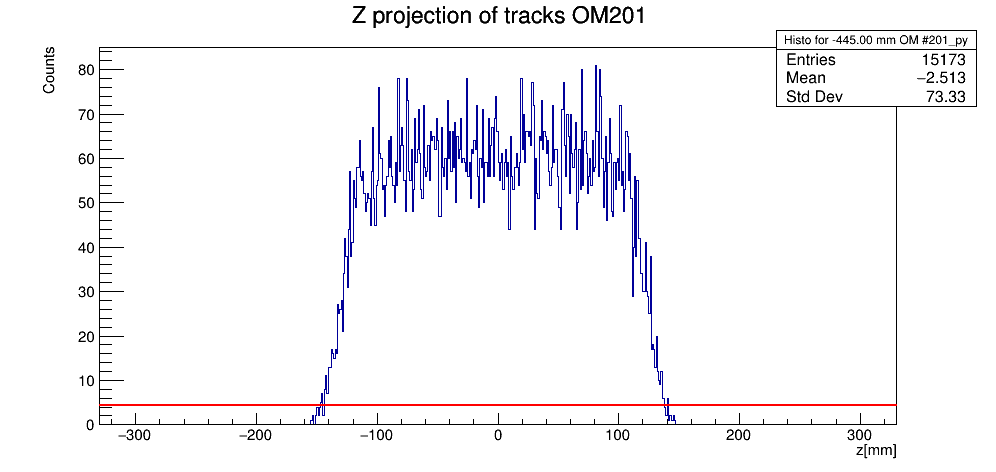 Z projection of tracks OM201
Histo for -445.00 mm OM #201_py
Entries 15173
Mean −2.513
Std Dev 73.33
Counts
80
70
60
50
40
30
20
10
0
−300 −200 −100 0 100 200 300
z[mm]